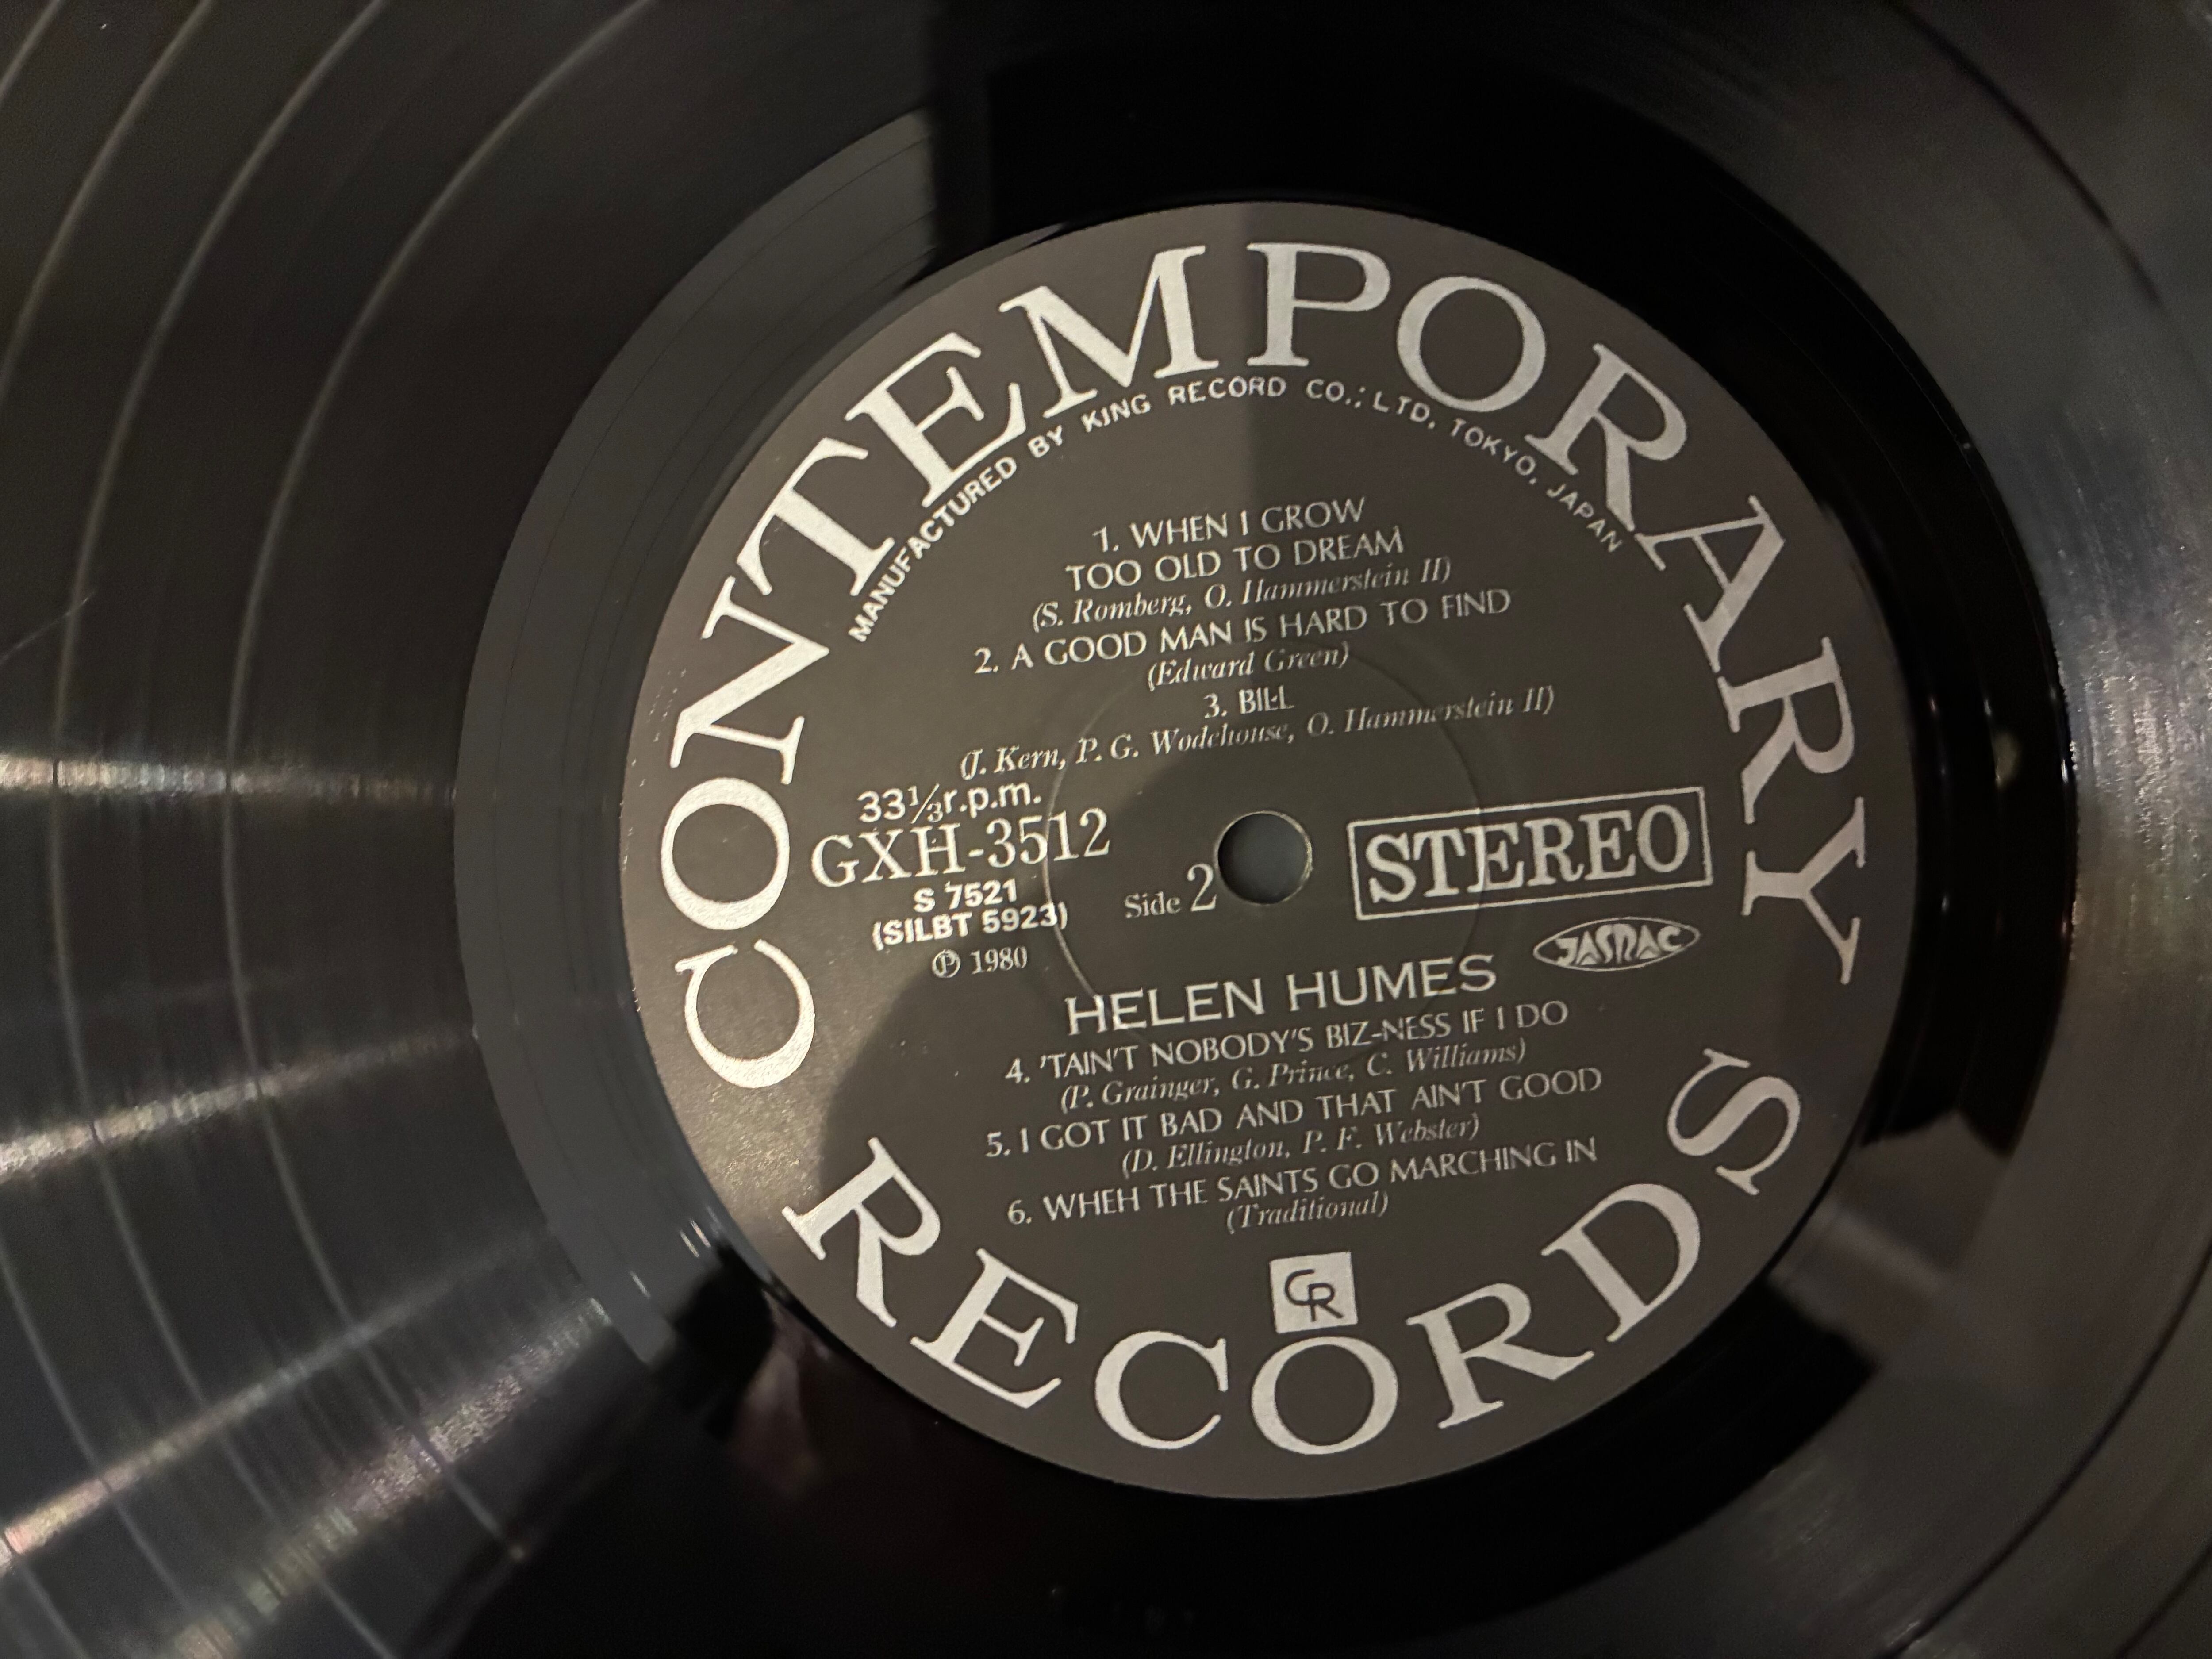 CONTEMPORARY
MANUFACTURED BY KING RECORD CO.; LTD. TOKYO, JAPAN
1. WHEN I GROW
TOO OLD TO DREAM
(S. Romberg, O. Hammerstein II)
2. A GOOD MAN IS HARD TO FIND
(Edward Green)
3. BILL
(J. Kern, P. G. Wodehouse, O. Hammerstein II)
33⅓r.p.m.
GXH-3512
S 7521
(SILBT 5923)
Ⓟ 1980
Side 2
STEREO
JASRAC
HELEN HUMES
4. 'TAIN'T NOBODY'S BIZ-NESS IF I DO
(P. Grainger, G. Prince, C. Williams)
5. I GOT IT BAD AND THAT AIN'T GOOD
(D. Ellington, P. F. Webster)
6. WHEH THE SAINTS GO MARCHING IN
(Traditional)
CR
RECORDS